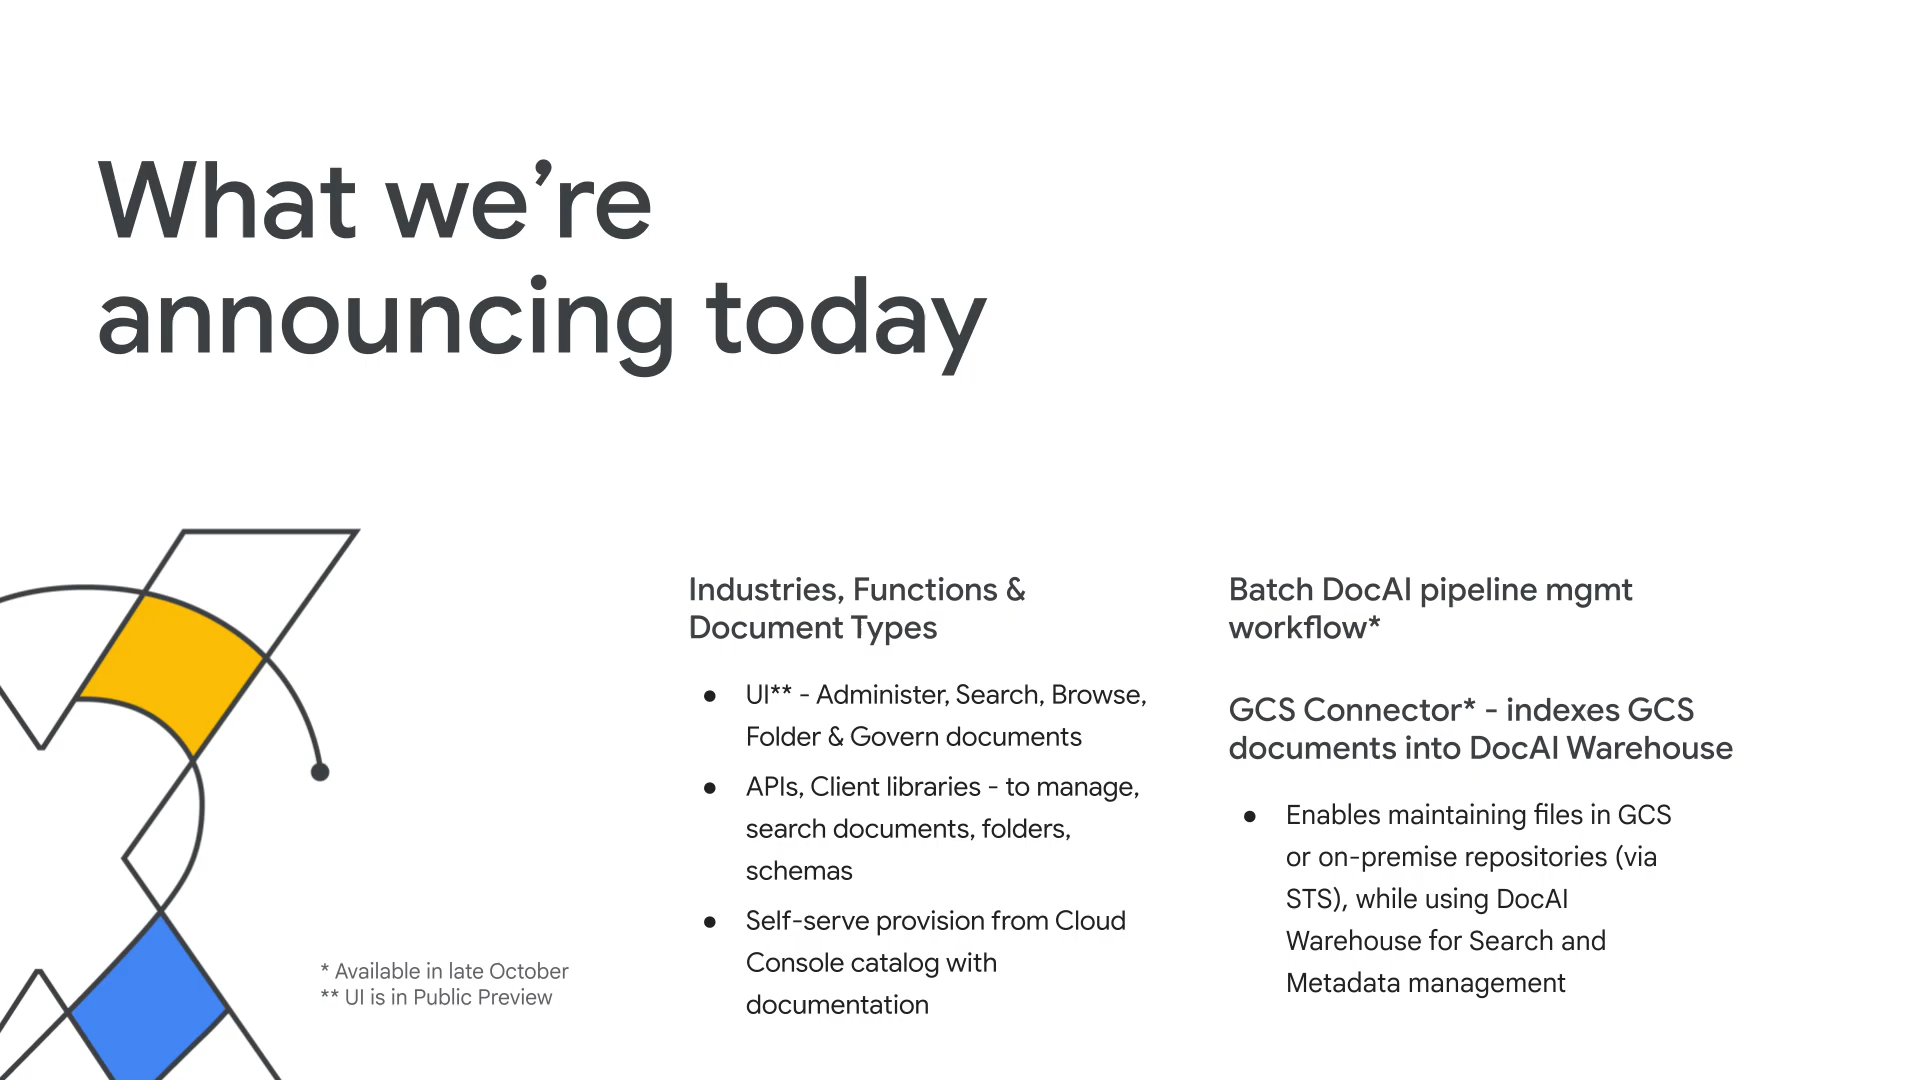 What we’re
announcing today
Industries, Functions &
Document Types
● UI** - Administer, Search, Browse,
Folder & Govern documents
● APIs, Client libraries - to manage,
search documents, folders,
schemas
● Self-serve provision from Cloud
Console catalog with
documentation
Batch DocAI pipeline mgmt
workflow*
GCS Connector* - indexes GCS
documents into DocAI Warehouse
● Enables maintaining files in GCS
or on-premise repositories (via
STS), while using DocAI
Warehouse for Search and
Metadata management
* Available in late October
** UI is in Public Preview